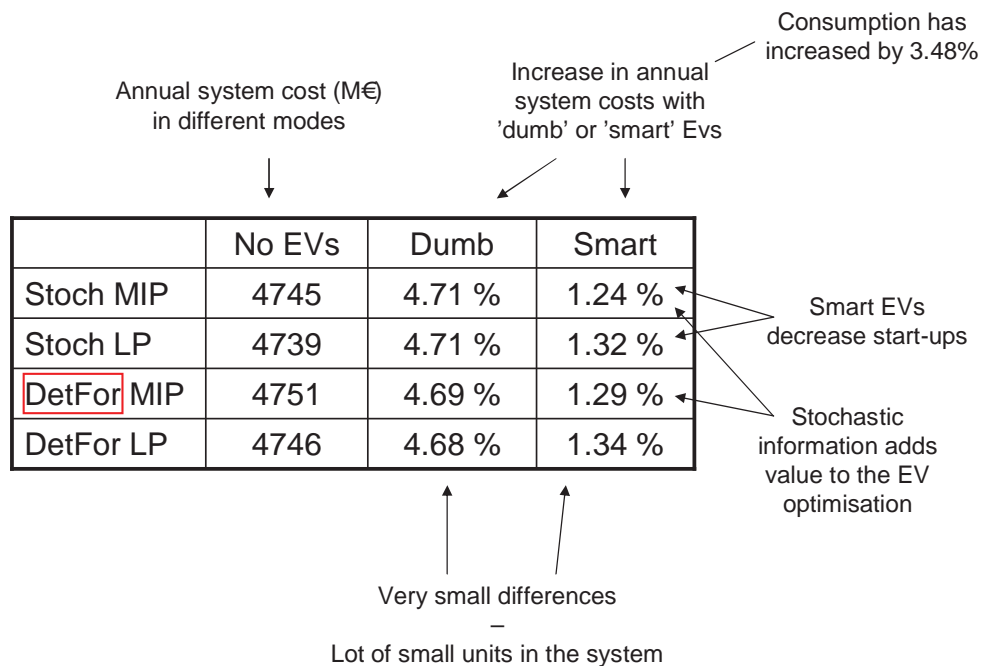 Consumption has
increased by 3.48%
Annual system cost (M€)
in different modes
Increase in annual
system costs with
’dumb’ or ’smart’ Evs
No EVs Dumb Smart
Stoch MIP 4745 4.71 % 1.24 %
Stoch LP 4739 4.71 % 1.32 %
DetFor MIP 4751 4.69 % 1.29 %
DetFor LP 4746 4.68 % 1.34 %
Smart EVs
decrease start-ups
Stochastic
information adds
value to the EV
optimisation
Very small differences
–
Lot of small units in the system